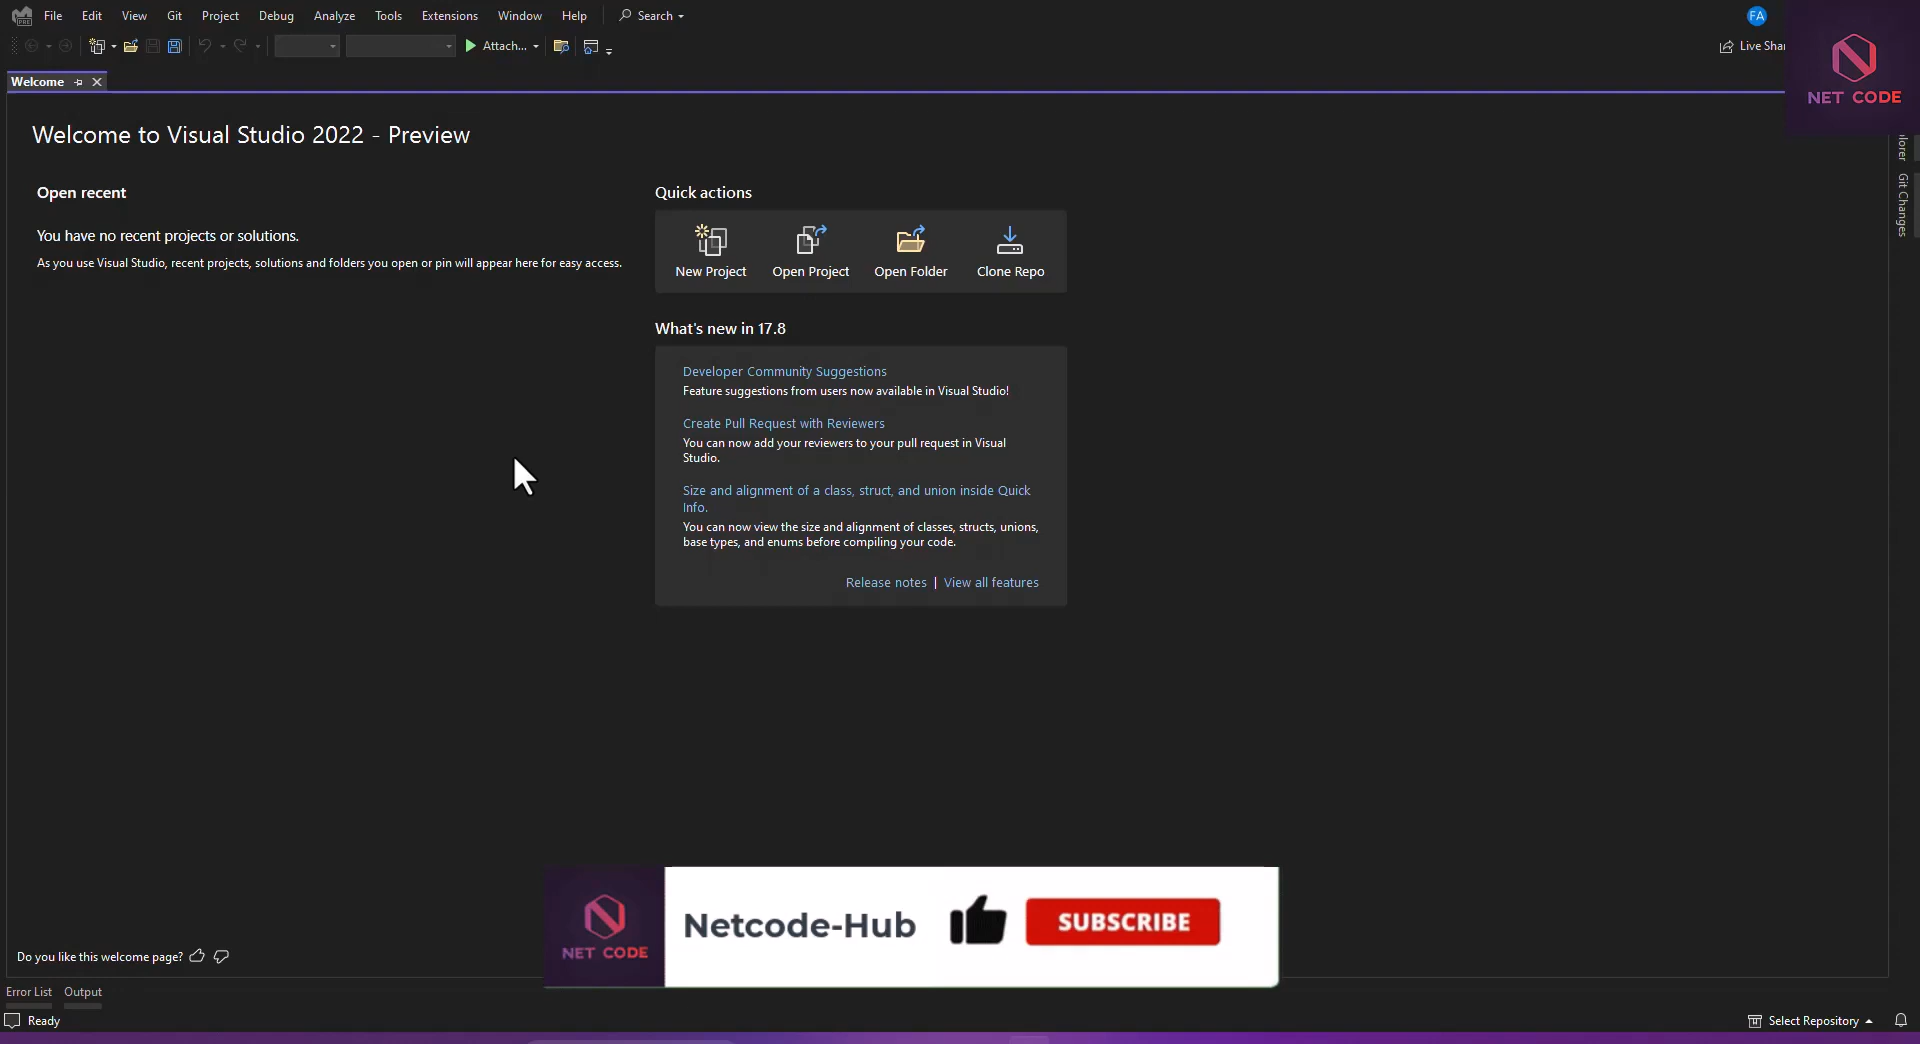 File Edit View Git Project Debug Analyze Tools Extensions Window Help Search
FA
Attach...
Live Shar
NET CODE
Welcome
Welcome to Visual Studio 2022 - Preview
Open recent
You have no recent projects or solutions.
As you use Visual Studio, recent projects, solutions and folders you open or pin will appear here for easy access.
Quick actions
New Project Open Project Open Folder Clone Repo
What's new in 17.8
Developer Community Suggestions
Feature suggestions from users now available in Visual Studio!
Create Pull Request with Reviewers
You can now add your reviewers to your pull request in Visual
Studio.
Size and alignment of a class, struct, and union inside Quick
Info.
You can now view the size and alignment of classes, structs, unions,
base types, and enums before compiling your code.
Release notes | View all features
lorer
Git Changes
NET CODE
Netcode-Hub
SUBSCRIBE
Do you like this welcome page?
Error List Output
Ready
Select Repository